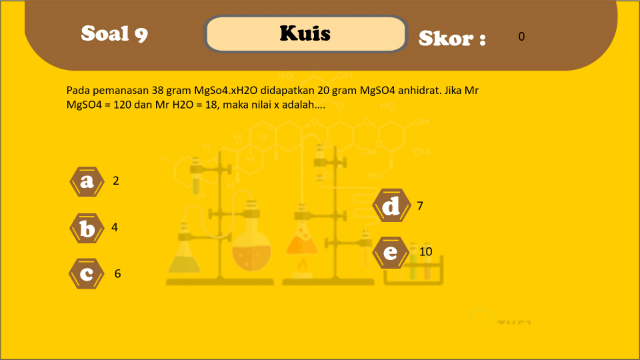 Soal 9
Kuis
Skor :
0
Pada pemanasan 38 gram MgSo4.xH2O didapatkan 20 gram MgSO4 anhidrat. Jika Mr
MgSO4 = 120 dan Mr H2O = 18, maka nilai x adalah....
a 2
b 4
c 6
d 7
e 10